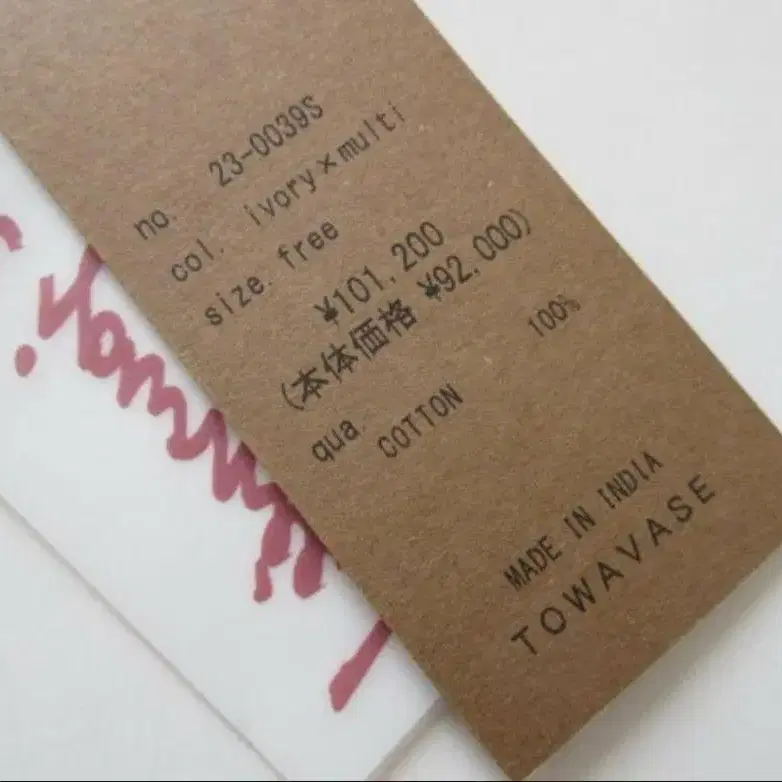 no. 23-0039S
col. ivory×multi
size. free
¥101,200
(本体価格 ¥92,000)
qua.
COTTON 100%
MADE IN INDIA
TOWAVASE